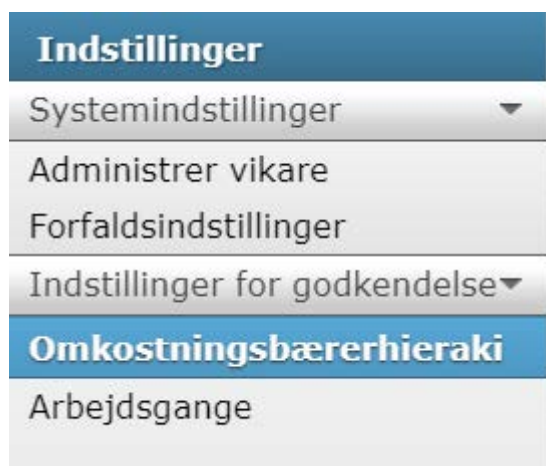 Indstillinger
Systemindstillinger
Administrer vikare
Forfaldsindstillinger
Indstillinger for godkendelse
Omkostningsbærerhieraki
Arbejdsgange